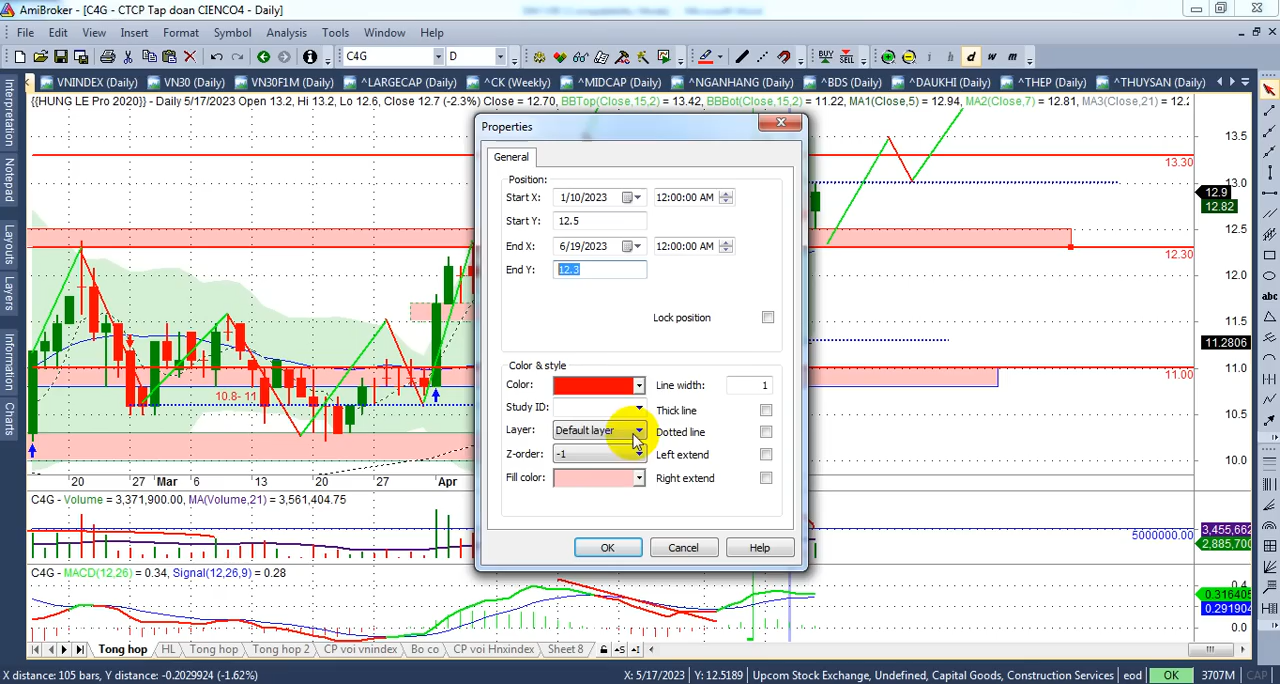 AmiBroker - [C4G - CTCP Tap doan CIENCO4 - Daily]
File Edit View Insert Format Symbol Analysis Tools Window Help
C4G D BUY SELL i h d w m
VNINDEX (Daily) VN30 (Daily) VN30F1M (Daily) ^LARGECAP (Daily) ^CK (Weekly) ^MIDCAP (Daily) ^NGANHANG (Daily) ^BDS (Daily) ^DAUKHI (Daily) ^THEP (Daily) ^THUYSAN (Daily)
{{HUNG LE Pro 2020}} - Daily 5/17/2023 Open 13.2, Hi 13.2, Lo 12.6, Close 12.7 (-2.3%) Close = 12.70, BBTop(Close,15,2) = 13.42, BBBot(Close,15,2) = 11.22, MA1(Close,5) = 12.94, MA2(Close,7) = 12.81, MA3(Close,21) = 12.2
Interpretation
Notepad
Layouts
Layers
Information
Charts
Properties
General
Position:
Start X: 1/10/2023 12:00:00 AM
Start Y: 12.5
End X: 6/19/2023 12:00:00 AM
End Y: 12.3
Lock position
Color & style
Color: Line width: 1
Study ID: Thick line
Layer: Default layer Dotted line
Z-order: -1 Left extend
Fill color: Right extend
OK Cancel Help
13.5
13.30
13.0
12.9
12.82
12.5
12.30
12.0
11.5
11.2806
11.00
11.0
10.5
10.0
10.8- 11
20 27 Mar 6 13 20 27 Apr
C4G - Volume = 3,371,900.00, MA(Volume,21) = 3,561,404.75
3,455,662
5000000.00
2,885,700
C4G - MACD(12,26) = 0.34, Signal(12,26,9) = 0.28
0.4
0.316405
0.291904
0.0
Tong hop HL Tong hop Tong hop 2 CP voi vnindex Bo co CP voi Hnxindex Sheet 8
X distance: 105 bars, Y distance: -0.2029924 (-1.62%) X: 5/17/2023 Y: 12.5189 Upcom Stock Exchange, Undefined, Capital Goods, Construction Services eod OK 3707M CAP
abc